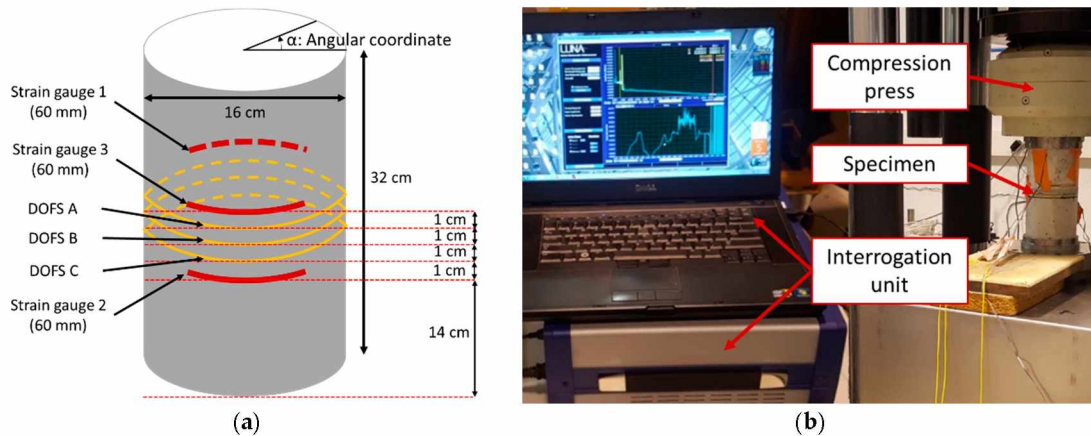 α: Angular coordinate
Strain gauge 1
(60 mm)
16 cm
Strain gauge 3
(60 mm)
32 cm
DOFS A
1 cm
DOFS B
1 cm
1 cm
DOFS C
1 cm
Strain gauge 2
(60 mm)
14 cm
(a)
LUNA
DELL
Compression
press
Specimen
Interrogation
unit
(b)